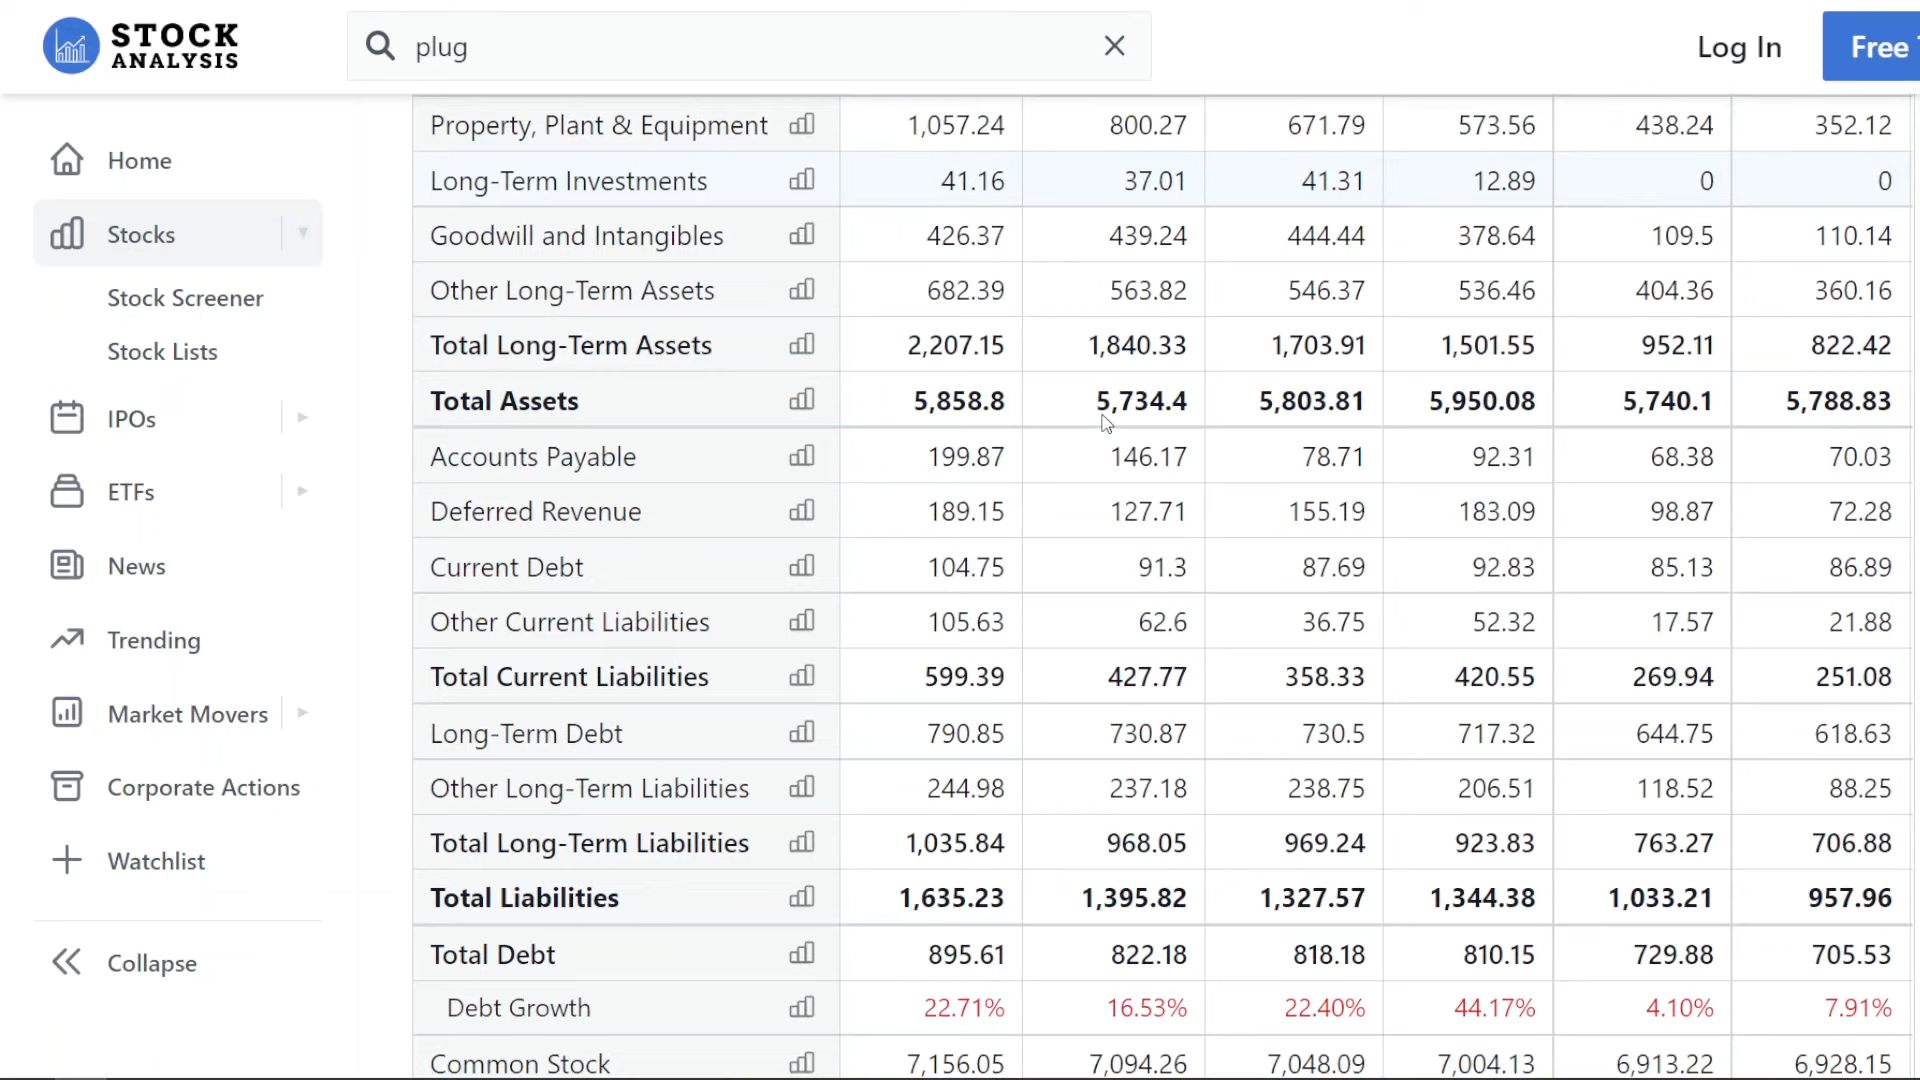 STOCK
ANALYSIS
plug
Log In
Free
Home
Stocks
Stock Screener
Stock Lists
IPOs
ETFs
News
Trending
Market Movers
Corporate Actions
Watchlist
Collapse
Property, Plant & Equipment 1,057.24 800.27 671.79 573.56 438.24 352.12
Long-Term Investments 41.16 37.01 41.31 12.89 0 0
Goodwill and Intangibles 426.37 439.24 444.44 378.64 109.5 110.14
Other Long-Term Assets 682.39 563.82 546.37 536.46 404.36 360.16
Total Long-Term Assets 2,207.15 1,840.33 1,703.91 1,501.55 952.11 822.42
Total Assets 5,858.8 5,734.4 5,803.81 5,950.08 5,740.1 5,788.83
Accounts Payable 199.87 146.17 78.71 92.31 68.38 70.03
Deferred Revenue 189.15 127.71 155.19 183.09 98.87 72.28
Current Debt 104.75 91.3 87.69 92.83 85.13 86.89
Other Current Liabilities 105.63 62.6 36.75 52.32 17.57 21.88
Total Current Liabilities 599.39 427.77 358.33 420.55 269.94 251.08
Long-Term Debt 790.85 730.87 730.5 717.32 644.75 618.63
Other Long-Term Liabilities 244.98 237.18 238.75 206.51 118.52 88.25
Total Long-Term Liabilities 1,035.84 968.05 969.24 923.83 763.27 706.88
Total Liabilities 1,635.23 1,395.82 1,327.57 1,344.38 1,033.21 957.96
Total Debt 895.61 822.18 818.18 810.15 729.88 705.53
Debt Growth 22.71% 16.53% 22.40% 44.17% 4.10% 7.91%
Common Stock 7,156.05 7,094.26 7,048.09 7,004.13 6,913.22 6,928.15